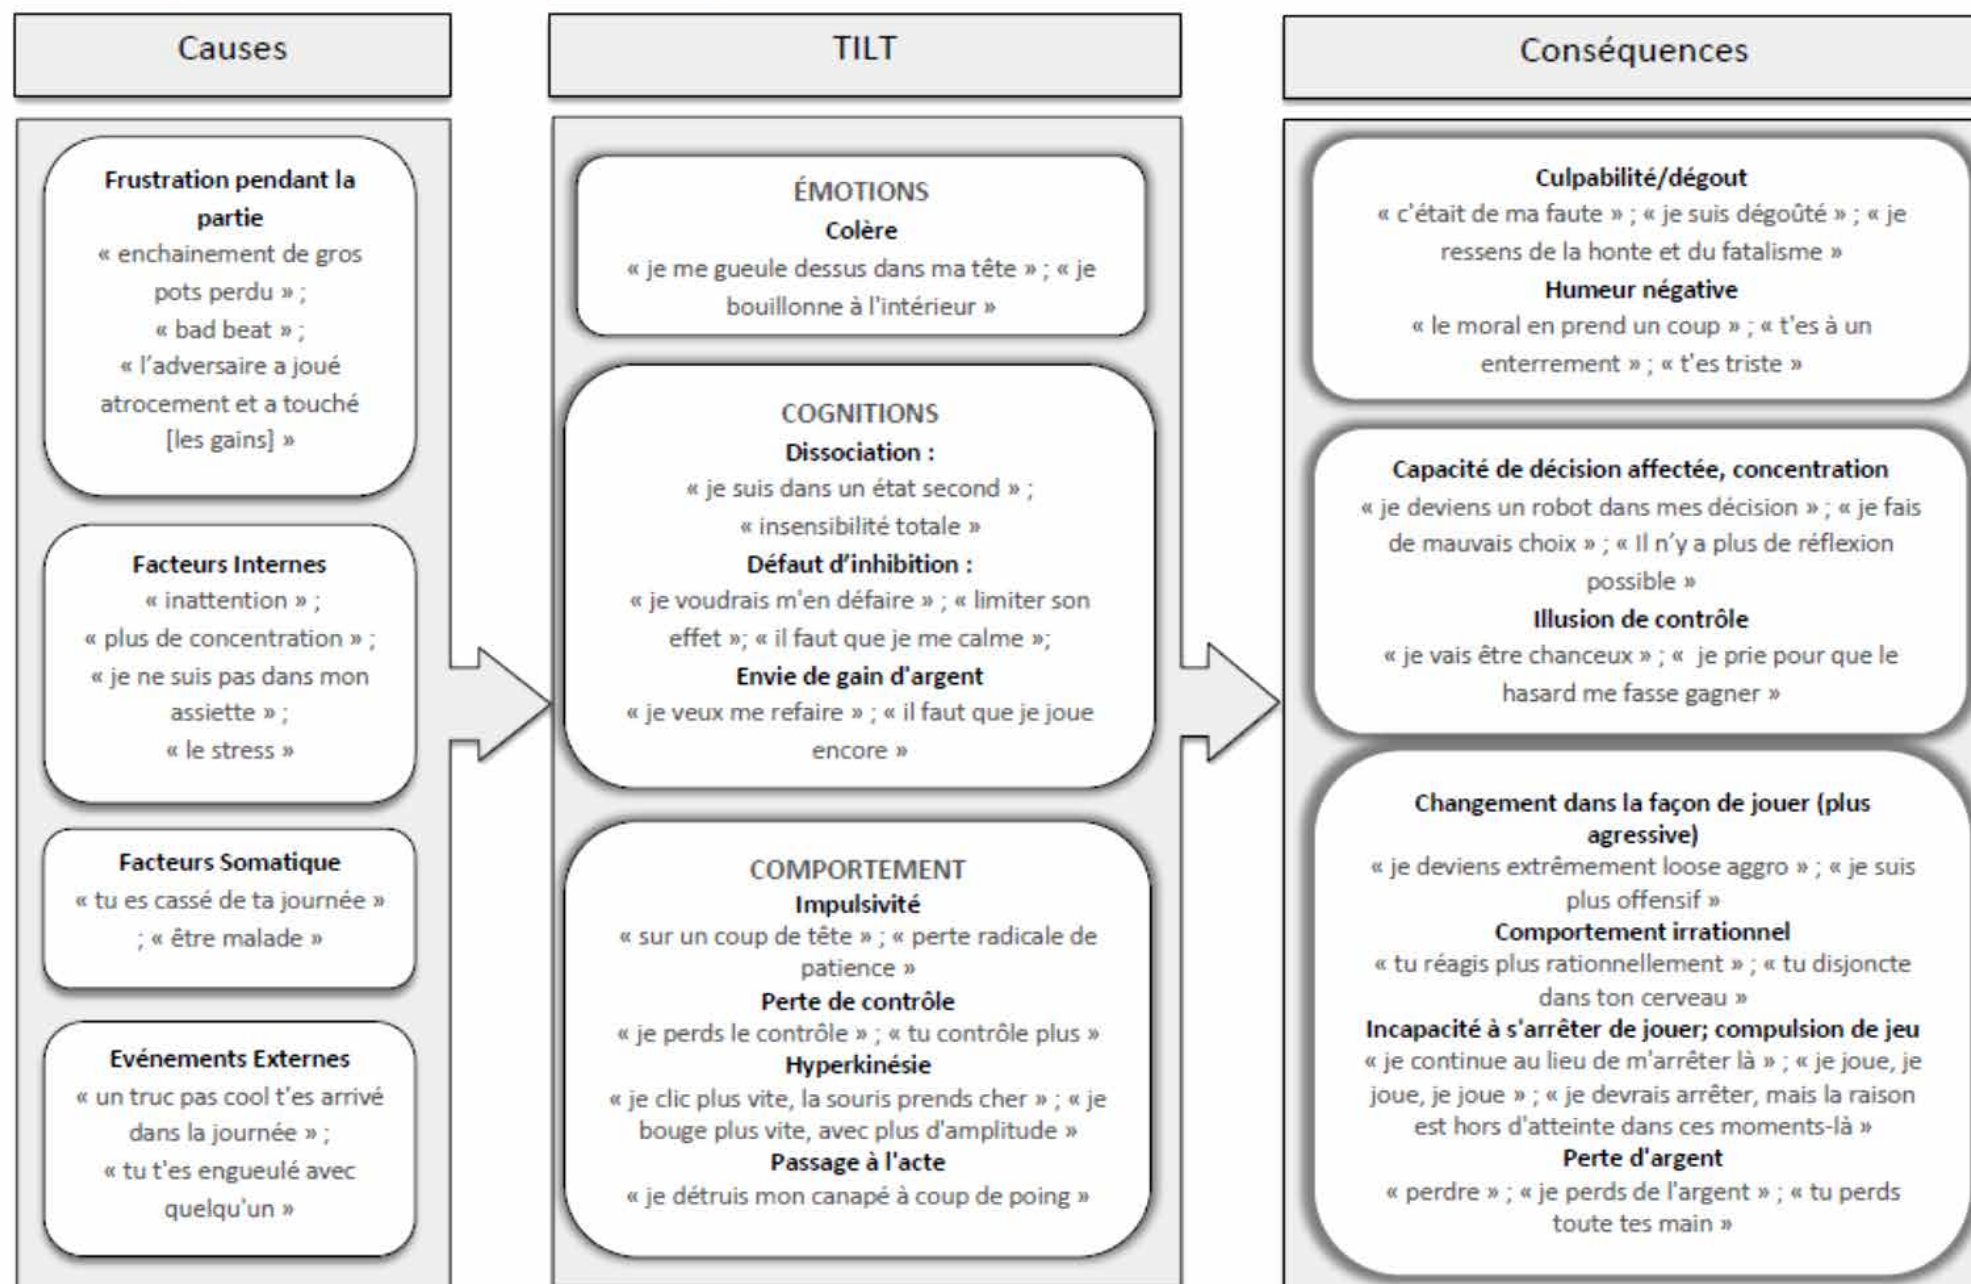 Causes
Frustration pendant la
partie
« enchainement de gros
pots perdu » ;
« bad beat » ;
« l'adversaire a joué
atrocement et a touché
[les gains] »
Facteurs Internes
« inattention » ;
« plus de concentration » ;
« je ne suis pas dans mon
assiette » ;
« le stress »
Facteurs Somatique
« tu es cassé de ta journée »
; « être malade »
Evénements Externes
« un truc pas cool t'es arrivé
dans la journée » ;
« tu t'es engueulé avec
quelqu'un »
TILT
ÉMOTIONS
Colère
« je me gueule dessus dans ma tête » ; « je
bouillonne à l'intérieur »
COGNITIONS
Dissociation :
« je suis dans un état second » ;
« insensibilité totale »
Défaut d'inhibition :
« je voudrais m'en défaire » ; « limiter son
effet »; « il faut que je me calme »;
Envie de gain d'argent
« je veux me refaire » ; « il faut que je joue
encore »
COMPORTEMENT
Impulsivité
« sur un coup de tête » ; « perte radicale de
patience »
Perte de contrôle
« je perds le contrôle » ; « tu contrôle plus »
Hyperkinésie
« je clic plus vite, la souris prends cher » ; « je
bouge plus vite, avec plus d'amplitude »
Passage à l'acte
« je détruis mon canapé à coup de poing »
Conséquences
Culpabilité/dégout
« c'était de ma faute » ; « je suis dégoûté » ; « je
ressens de la honte et du fatalisme »
Humeur négative
« le moral en prend un coup » ; « t'es à un
enterrement » ; « t'es triste »
Capacité de décision affectée, concentration
« je deviens un robot dans mes décision » ; « je fais
de mauvais choix » ; « Il n'y a plus de réflexion
possible »
Illusion de contrôle
« je vais être chanceux » ; « je prie pour que le
hasard me fasse gagner »
Changement dans la façon de jouer (plus
agressive)
« je deviens extrêmement loose aggro » ; « je suis
plus offensif »
Comportement irrationnel
« tu réagis plus rationnellement » ; « tu disjoncte
dans ton cerveau »
Incapacité à s'arrêter de jouer; compulsion de jeu
« je continue au lieu de m'arrêter là » ; « je joue, je
joue, je joue » ; « je devrais arrêter, mais la raison
est hors d'atteinte dans ces moments-là »
Perte d'argent
« perdre » ; « je perds de l'argent » ; « tu perds
toute tes main »